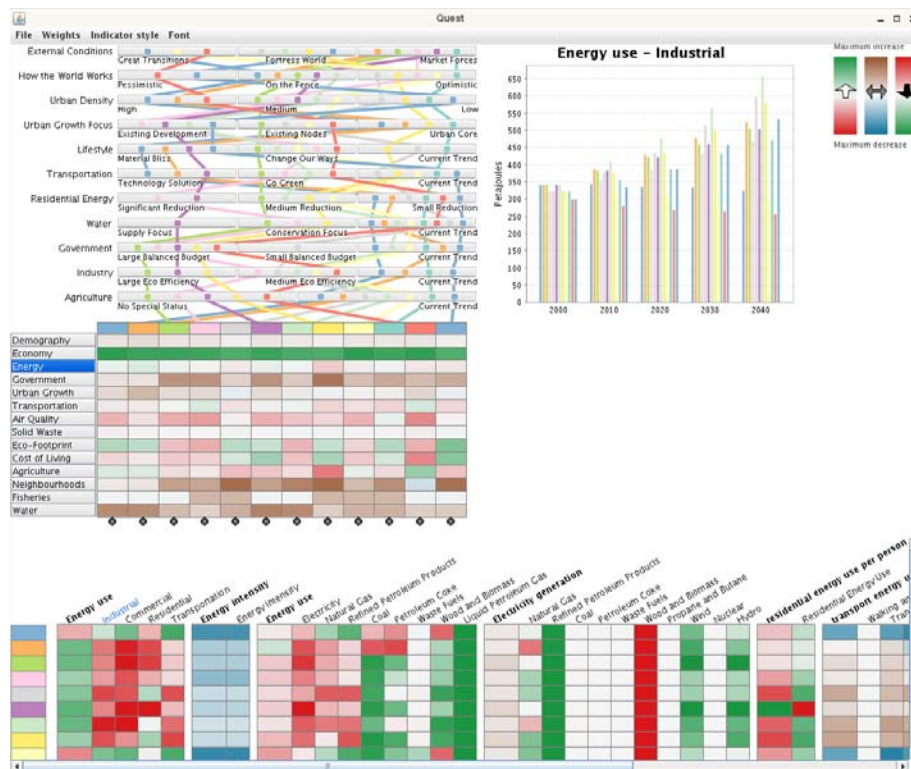 Quest
File Weights Indicator style Font
External Conditions
Great Transitions Fortress World Market Forces
How the World Works
Pessimistic On the Fence Optimistic
Urban Density
High Medium Low
Urban Growth Focus
Existing Development Existing Nodes Urban Core
Lifestyle
Material Bliss Change Our Ways Current Trend
Transportation
Technology Solution Go Green Current Trend
Residential Energy
Significant Reduction Medium Reduction Small Reduction
Water
Supply Focus Conservation Focus Current Trend
Government
Large Balanced Budget Small Balanced Budget Current Trend
Industry
Large Eco Efficiency Medium Eco Efficiency Current Trend
Agriculture
No Special Status Current Trend
Energy use - Industrial
Petajoules
650
600
550
500
450
400
350
300
250
200
150
100
50
0
2000 2010 2020 2030 2040
Maximum increase
Maximum decrease
Demography
Economy
Energy
Government
Urban Growth
Transportation
Air Quality
Solid Waste
Eco-Footprint
Cost of Living
Agriculture
Neighbourhoods
Fisheries
Water
Energy use
Industrial
Commercial
Residential
Transportation
Energy intensity
Energy Intensity
Energy use
Electricity
Natural Gas
Refined Petroleum Products
Coal
Petroleum Coke
Waste Fuels
Wood and Biomass
Liquid Petroleum Gas
Electricity generation
Natural Gas
Refined Petroleum Products
Coal
Petroleum Coke
Waste Fuels
Wood and Biomass
Propane and Butane
Wind
Nuclear
Hydro
residential energy use per person
Residential Energy Use
transport energy u
Walking an
Trans